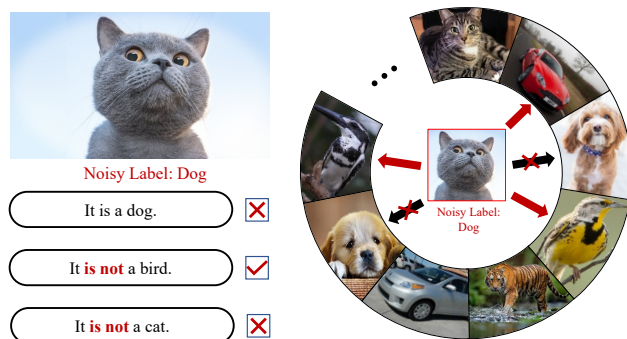 Noisy Label: Dog
It is a dog.
It is not a bird.
It is not a cat.
Noisy Label:
Dog